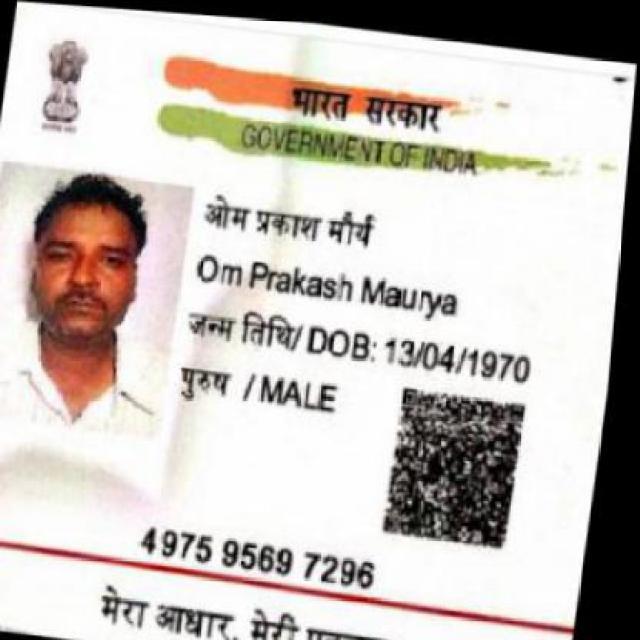 भारत सरकार
GOVERNMENT OF INDIA
ओम प्रकाश मौर्य
Om Prakash Maurya
जन्म तिथि/ DOB: 13/04/1970
पुरुष / MALE
4975 9569 7296
मेरा आधार, मेरी